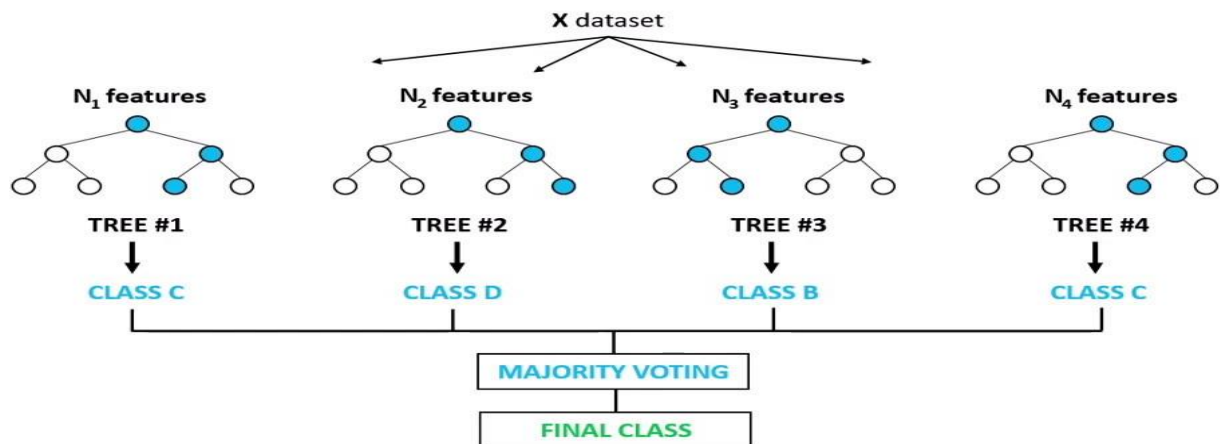 X dataset
N₁ features N₂ features N₃ features N₄ features
TREE #1 TREE #2 TREE #3 TREE #4
CLASS C CLASS D CLASS B CLASS C
MAJORITY VOTING
FINAL CLASS